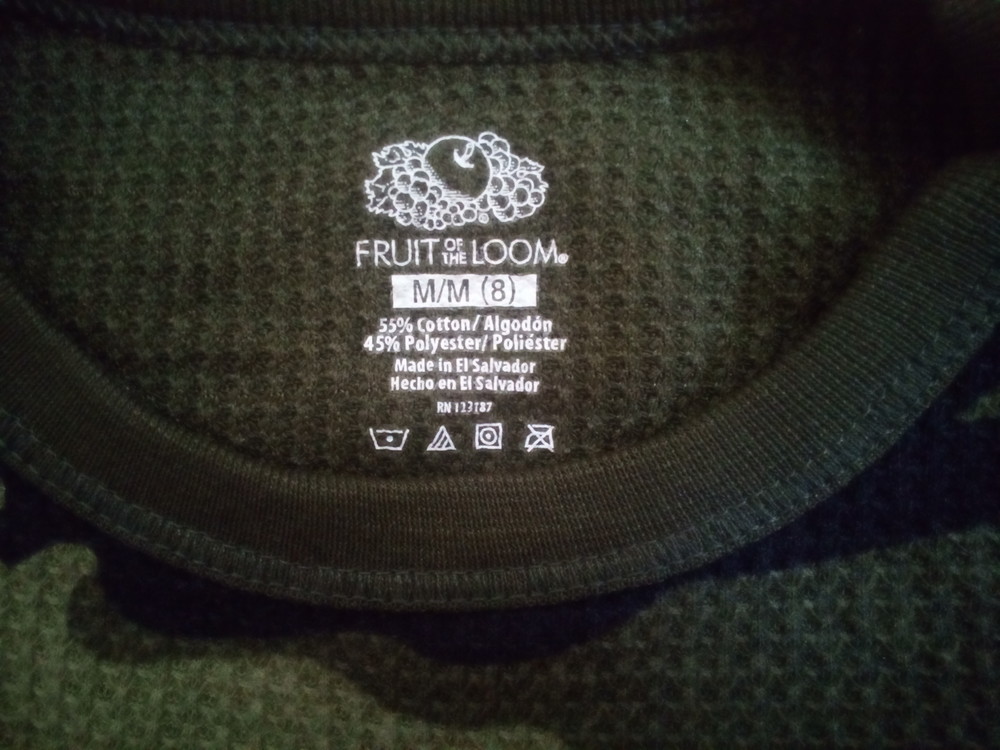 FRUIT OF THE LOOM®
M/M (8)
55% Cotton/ Algodón
45% Polyester/ Poliéster
Made in El Salvador
Hecho en El Salvador
RN 123187